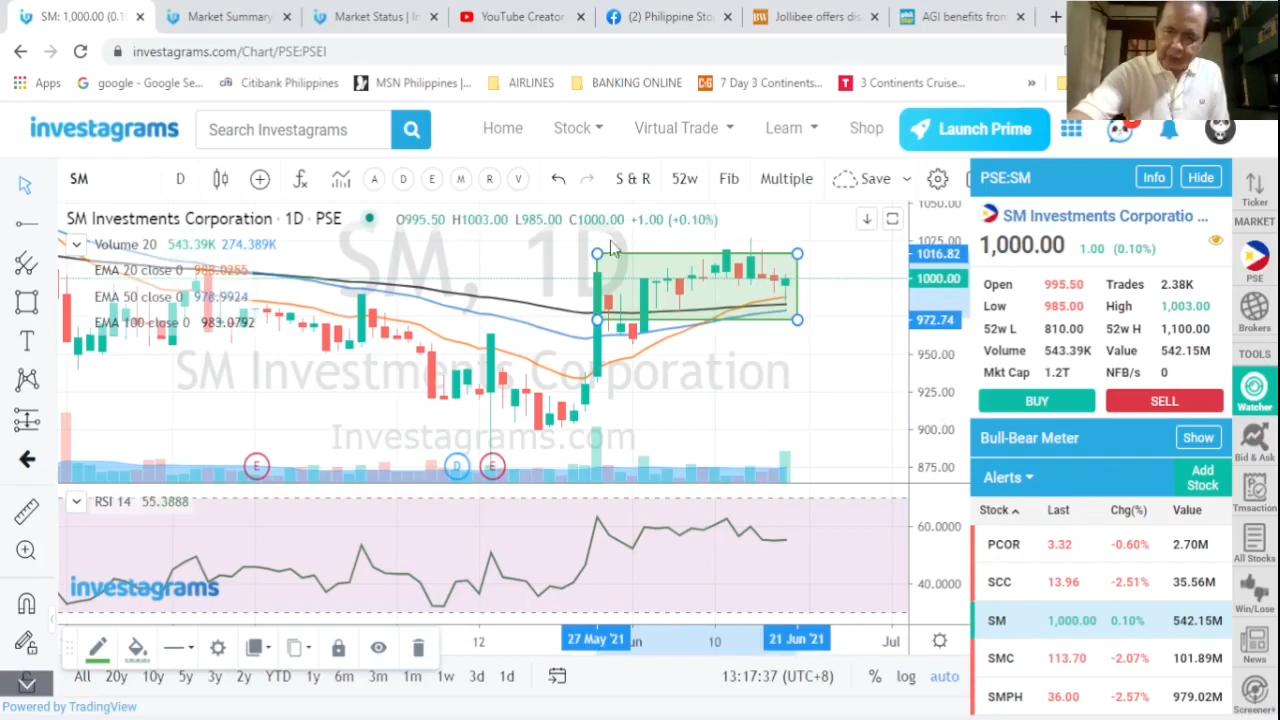 SM: 1,000.00 (0.1
Market Summary
Market Status | In
YouTube Creator
(2) Philippine Sto
Jollibee offers dis
AGI benefits from
investagrams.com/Chart/PSE:PSEI
Apps
google - Google Se...
Citibank Philippines
MSN Philippines |...
AIRLINES
BANKING ONLINE
7 Day 3 Continents...
3 Continents Cruise...
»
investagrams
Search Investagrams
Home
Stock
Virtual Trade
Learn
Shop
Launch Prime
SM
D
A
D
E
M
R
V
S & R
52w
Fib
Multiple
Save
SM Investments Corporation · 1D · PSE
O995.50 H1003.00 L985.00 C1000.00 +1.00 (+0.10%)
Volume 20 543.39K 274.389K
EMA 20 close 0 988.0255
EMA 50 close 0 978.9924
EMA 100 close 0 983.0792
SM, 1D
SM Investments Corporation
Investagrams.com
1050.00
1025.00
1016.82
1000.00
972.74
950.00
925.00
900.00
875.00
E
D
E
RSI 14 55.3888
60.0000
40.0000
investagrams
12
27 May '21
un
10
21 Jun '21
Jul
All
20y
10y
5y
3y
2y
YTD
1y
6m
3m
1m
1w
3d
1d
13:17:37 (UTC+8)
%
log
auto
Powered by TradingView
PSE:SM
Info
Hide
SM Investments Corporatio ...
1,000.00 1.00 (0.10%)
Open 995.50 Trades 2.38K
Low 985.00 High 1,003.00
52w L 810.00 52w H 1,100.00
Volume 543.39K Value 542.15M
Mkt Cap 1.2T NFB/s 0
BUY
SELL
Bull-Bear Meter
Show
Alerts
Add
Stock
Stock Last Chg(%) Value
PCOR 3.32 -0.60% 2.70M
SCC 13.96 -2.51% 35.56M
SM 1,000.00 0.10% 542.15M
SMC 113.70 -2.07% 101.89M
SMPH 36.00 -2.57% 979.02M
Ticker
MARKET
PSE
Brokers
TOOLS
Watcher
Bid & Ask
Trnsaction
All Stocks
Win/Lose
News
Screener+